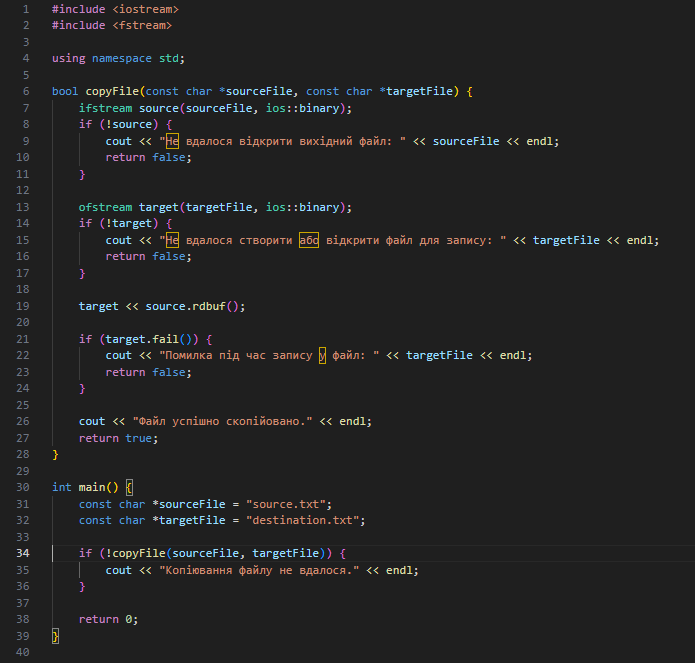 1 #include <iostream>
2 #include <fstream>
3
4 using namespace std;
5
6 bool copyFile(const char *sourceFile, const char *targetFile) {
7     ifstream source(sourceFile, ios::binary);
8     if (!source) {
9         cout << "Не вдалося відкрити вихідний файл: " << sourceFile << endl;
10         return false;
11     }
12
13     ofstream target(targetFile, ios::binary);
14     if (!target) {
15         cout << "Не вдалося створити або відкрити файл для запису: " << targetFile << endl;
16         return false;
17     }
18
19     target << source.rdbuf();
20
21     if (target.fail()) {
22         cout << "Помилка під час запису у файл: " << targetFile << endl;
23         return false;
24     }
25
26     cout << "Файл успішно скопійовано." << endl;
27     return true;
28 }
29
30 int main() {
31     const char *sourceFile = "source.txt";
32     const char *targetFile = "destination.txt";
33
34     if (!copyFile(sourceFile, targetFile)) {
35         cout << "Копіювання файлу не вдалося." << endl;
36     }
37
38     return 0;
39 }
40